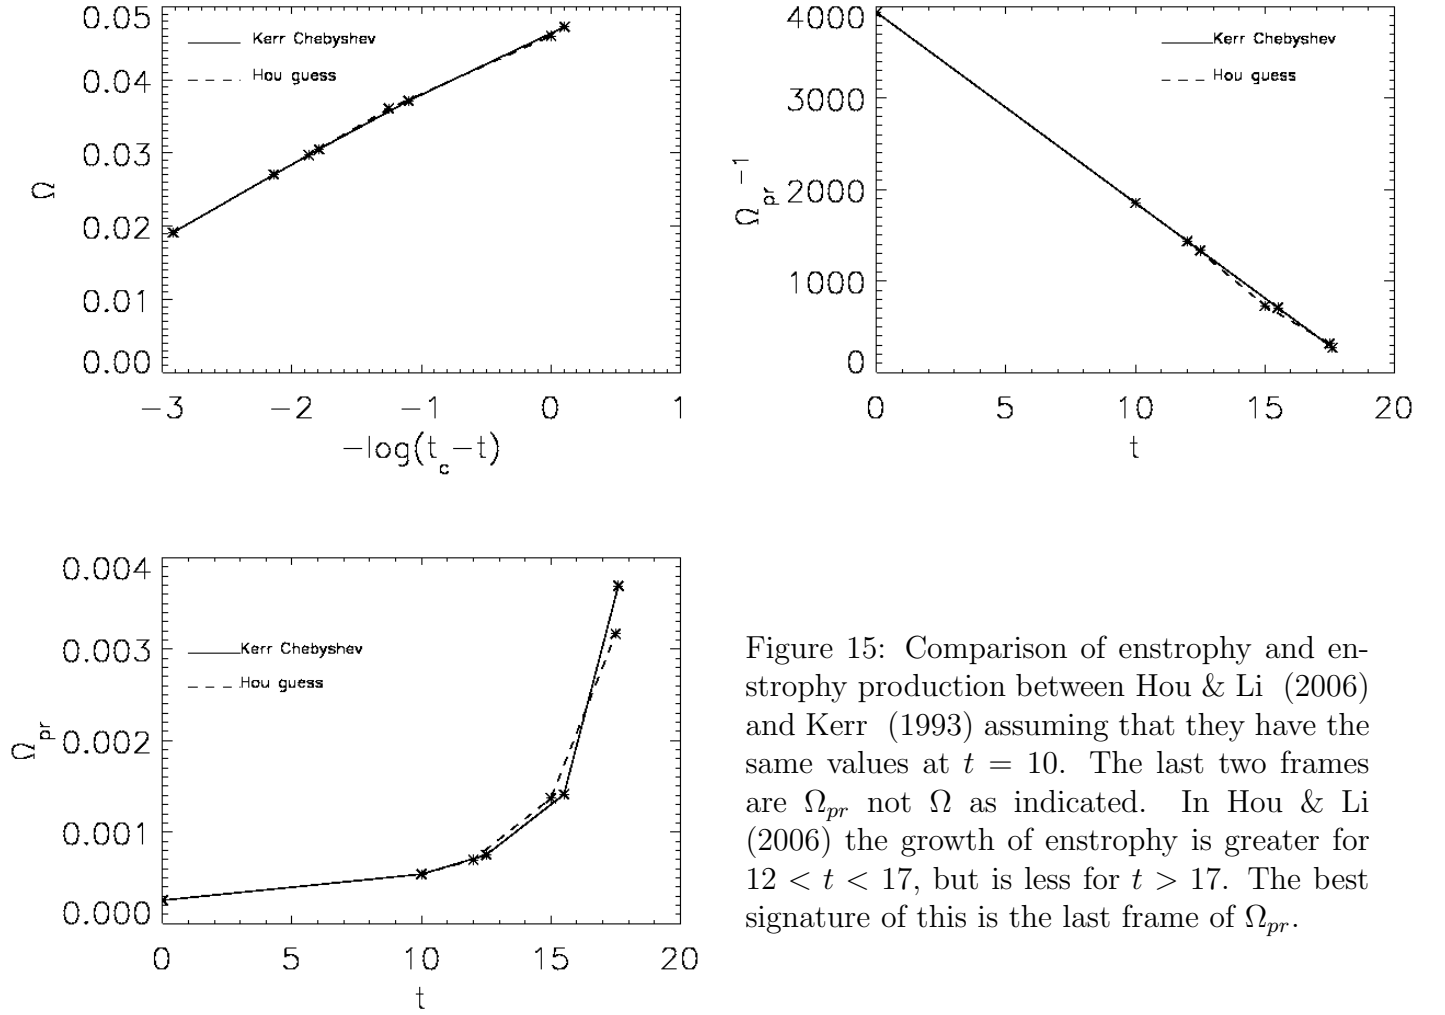 0.05
0.04
0.03
0.02
0.01
0.00
Ω
Kerr Chebyshev
Hou guess
−3 −2 −1 0 1
−log(t_c−t)
4000
3000
2000
1000
0
Ω_pr^−1
Kerr Chebyshev
Hou guess
0 5 10 15 20
t
0.004
0.003
0.002
0.001
0.000
Ω_pr
Kerr Chebyshev
Hou guess
0 5 10 15 20
t
Figure 15: Comparison of enstrophy and en-
strophy production between Hou & Li (2006)
and Kerr (1993) assuming that they have the
same values at t = 10. The last two frames
are Ω_pr not Ω as indicated. In Hou & Li
(2006) the growth of enstrophy is greater for
12 < t < 17, but is less for t > 17. The best
signature of this is the last frame of Ω_pr.